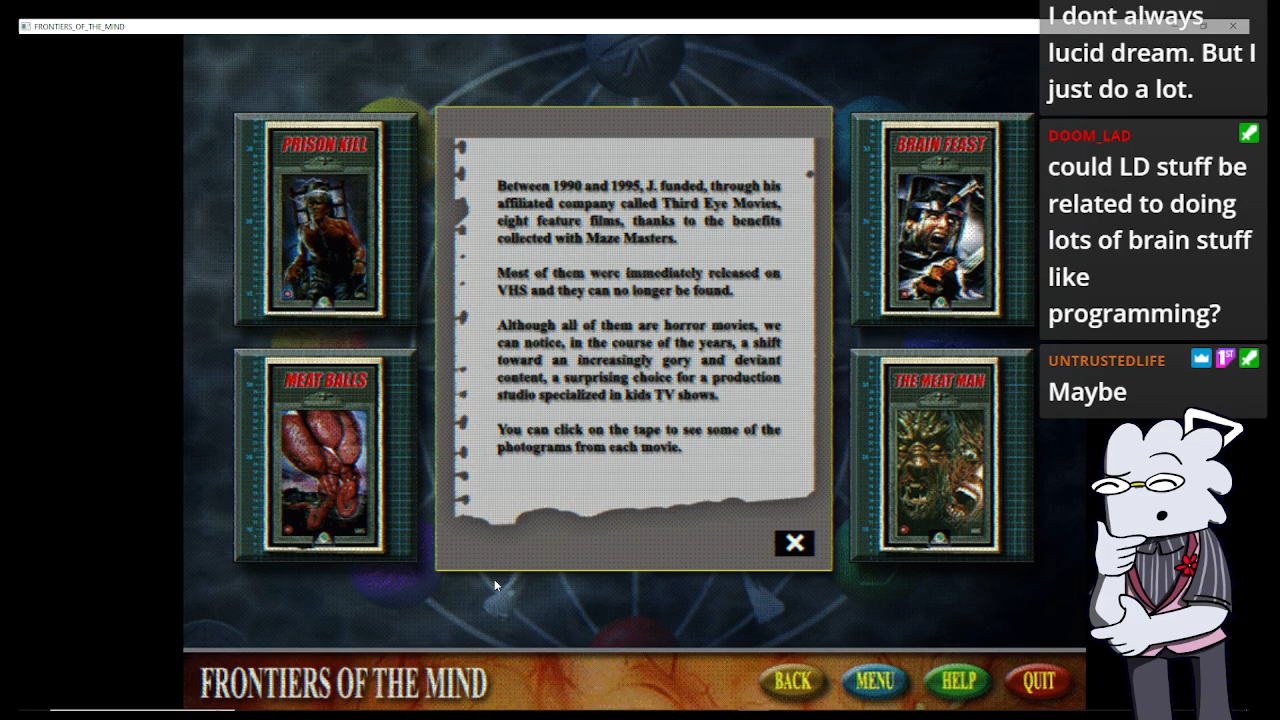 FRONTIERS_OF_THE_MIND
PRISON KILL
MEAT BALLS
Between 1990 and 1995, J. funded, through his
affiliated company called Third Eye Movies,
eight feature films, thanks to the benefits
collected with Maze Masters.
Most of them were immediately released on
VHS and they can no longer be found.
Although all of them are horror movies, we
can notice, in the course of the years, a shift
toward an increasingly gory and deviant
content, a surprising choice for a production
studio specialized in kids TV shows.
You can click on the tape to see some of the
photograms from each movie.
BRAIN FEAST
THE MEAT MAN
FRONTIERS OF THE MIND
BACK
MENU
HELP
QUIT
I dont always
lucid dream. But I
just do a lot.
DOOM_LAD
could LD stuff be
related to doing
lots of brain stuff
like
programming?
UNTRUSTEDLIFE
1ST
Maybe